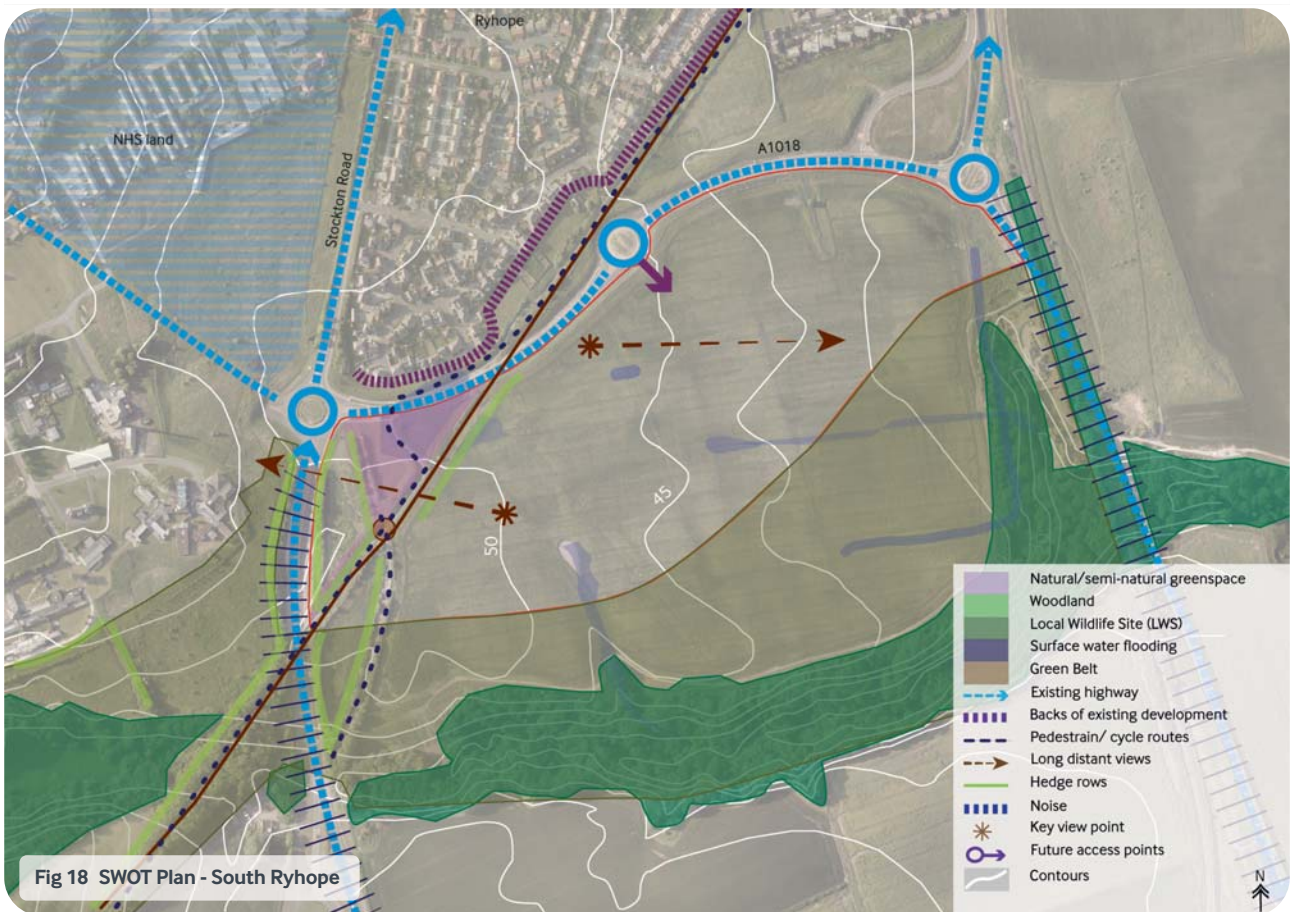 Ryhope
NHS land
Stockton Road
A1018
45
50
Natural/semi-natural greenspace
Woodland
Local Wildlife Site (LWS)
Surface water flooding
Green Belt
Existing highway
Backs of existing development
Pedestrain/ cycle routes
Long distant views
Hedge rows
Noise
Key view point
Future access points
Contours
N
Fig 18 SWOT Plan - South Ryhope